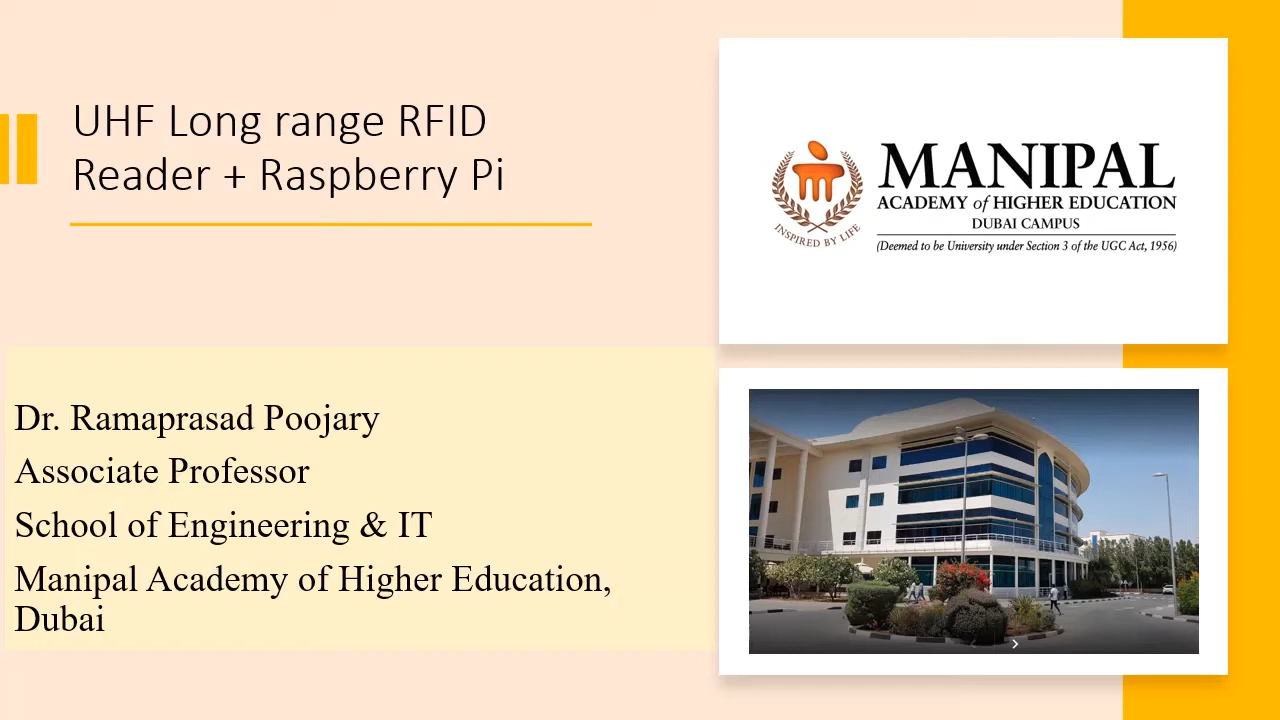 UHF Long range RFID
Reader + Raspberry Pi
MANIPAL
ACADEMY of HIGHER EDUCATION
DUBAI CAMPUS
(Deemed to be University under Section 3 of the UGC Act, 1956)
INSPIRED BY LIFE
Dr. Ramaprasad Poojary
Associate Professor
School of Engineering & IT
Manipal Academy of Higher Education,
Dubai